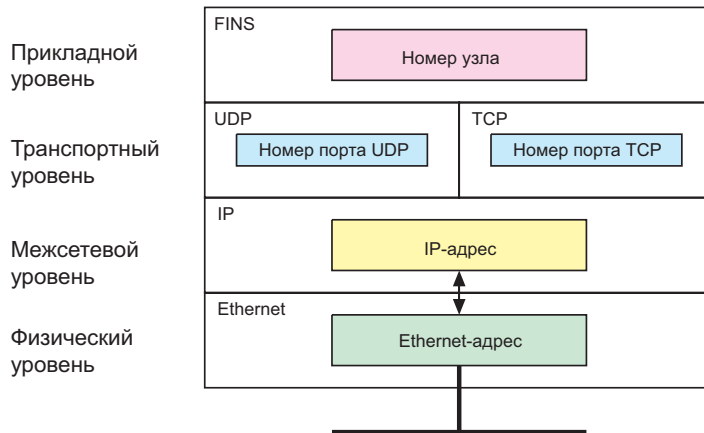 FINS
Прикладной
уровень
Номер узла
UDP
TCP
Транспортный
уровень
Номер порта UDP
Номер порта TCP
IP
Межсетевой
уровень
IP-адрес
Ethernet
Физический
уровень
Ethernet-адрес